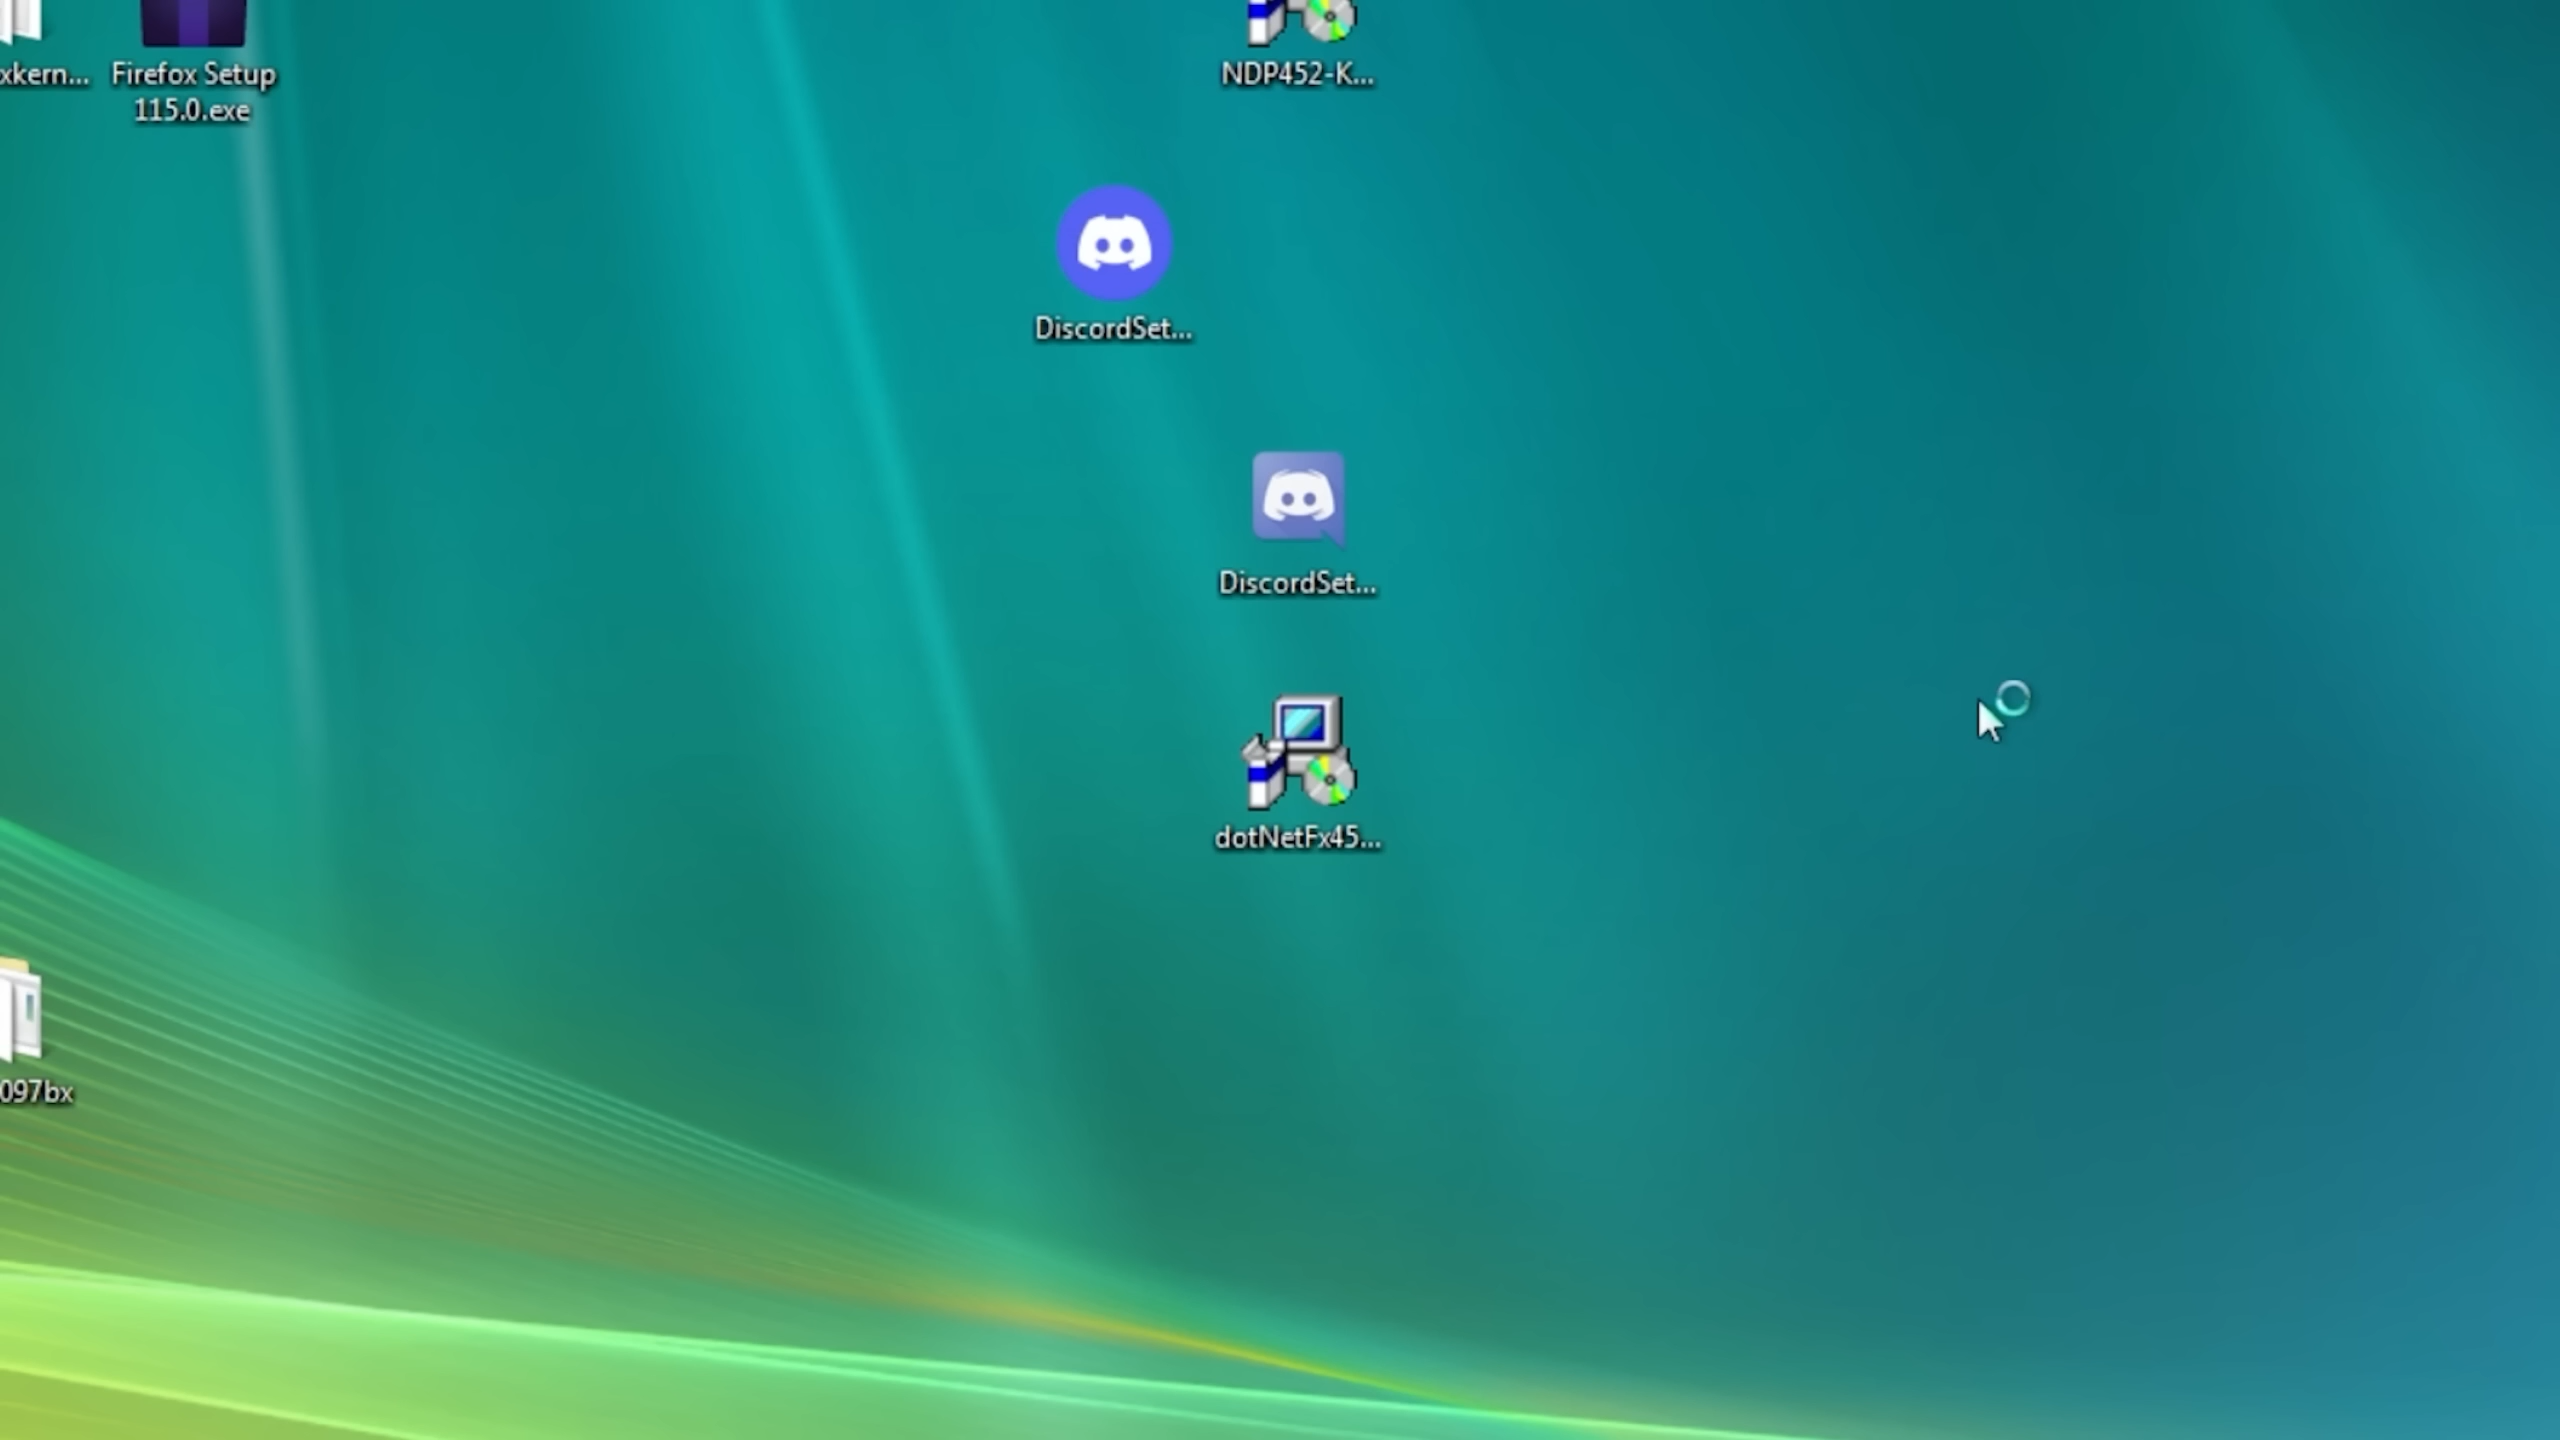 xkern...
Firefox Setup
115.0.exe
NDP452-K...
DiscordSet...
DiscordSet...
dotNetFx45...
097bx